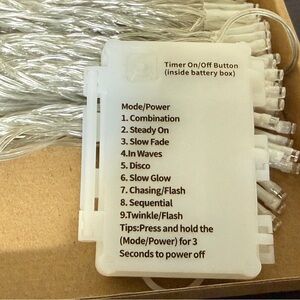 Timer On/Off Button
(inside battery box)
Mode/Power
1. Combination
2. Steady On
3. Slow Fade
4.In Waves
5. Disco
6. Slow Glow
7. Chasing/Flash
8. Sequential
9.Twinkle/Flash
Tips:Press and hold the
(Mode/Power) for 3
Seconds to power off